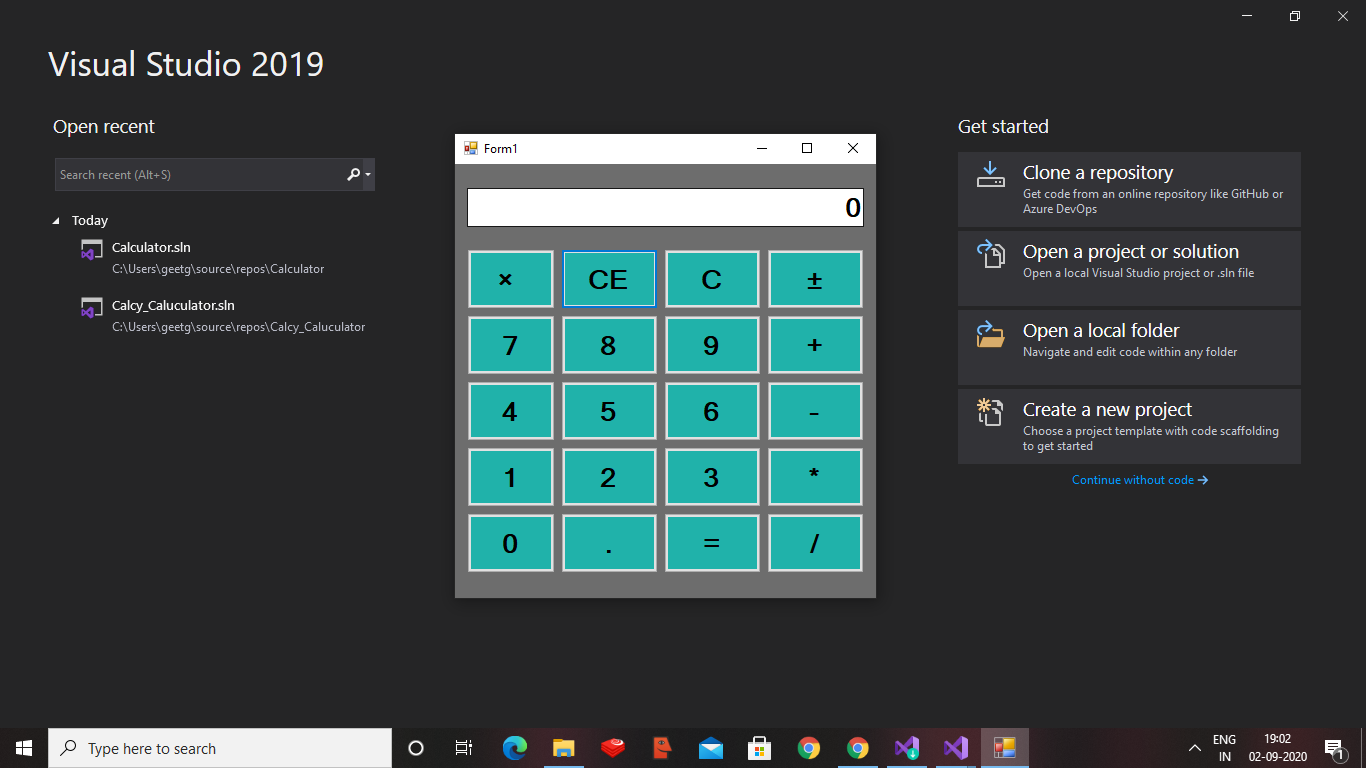 Visual Studio 2019
Open recent
Search recent (Alt+S)
Today
Calculator.sln
C:\Users\geetg\source\repos\Calculator
Calcy_Caluculator.sln
C:\Users\geetg\source\repos\Calcy_Caluculator
Form1
0
× CE C ±
7 8 9 +
4 5 6 -
1 2 3 *
0 . = /
Get started
Clone a repository
Get code from an online repository like GitHub or
Azure DevOps
Open a project or solution
Open a local Visual Studio project or .sln file
Open a local folder
Navigate and edit code within any folder
Create a new project
Choose a project template with code scaffolding
to get started
Continue without code
Type here to search
ENG
IN
19:02
02-09-2020
1